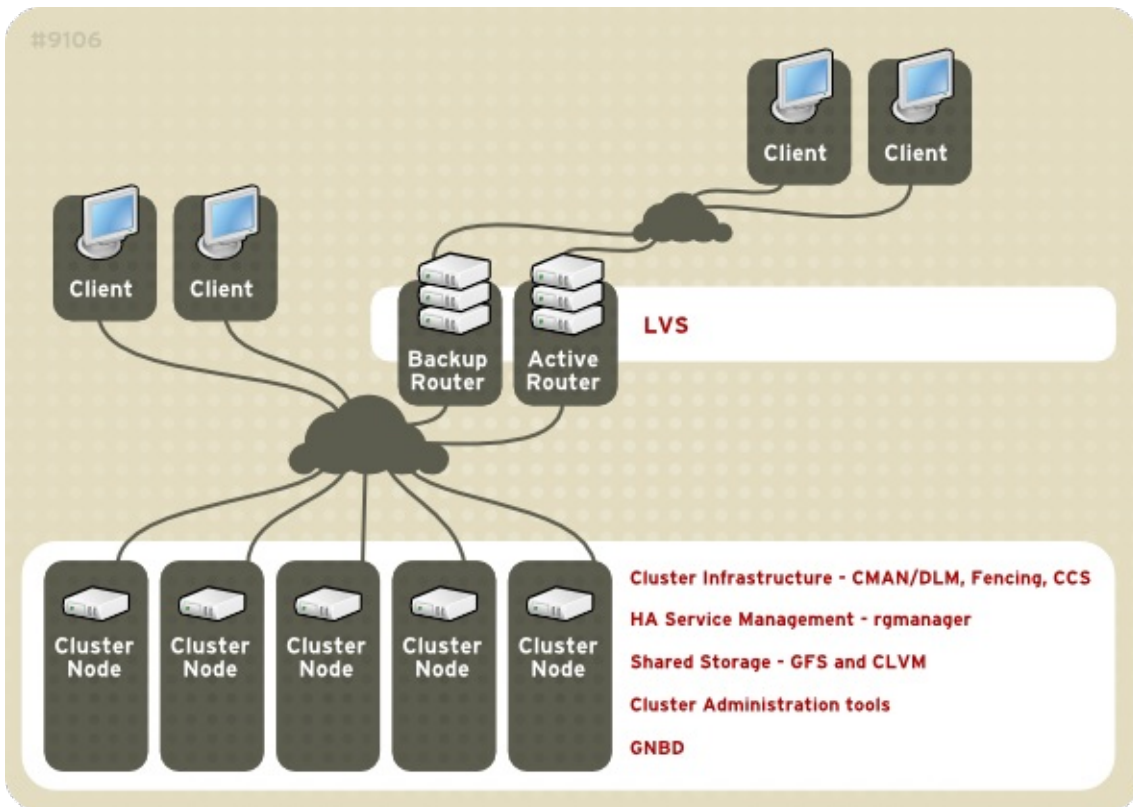 #9106
Client
Client
Client
Client
LVS
Backup
Router
Active
Router
Cluster
Node
Cluster
Node
Cluster
Node
Cluster
Node
Cluster
Node
Cluster Infrastructure - CMAN/DLM, Fencing, CCS
HA Service Management - rgmanager
Shared Storage - GFS and CLVM
Cluster Administration tools
GNBD